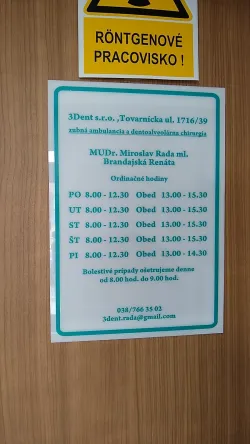 RÖNTGENOVÉ
PRACOVISKO !
3Dent s.r.o. ,Tovarnícka ul. 1716/39
zubná ambulancia a dentoalveolárna chirurgia
MUDr. Miroslav Rada ml.
Brandajská Renáta
Ordinačné hodiny
PO 8.00 - 12.30 Obed 13.00 - 15.30
UT 8.00 - 12.30 Obed 13.00 - 15.30
ST 8.00 - 12.30 Obed 13.00 - 15.30
ŠT 8.00 - 12.30 Obed 13.00 - 15.30
PI 8.00 - 12.30 Obed 13.00 - 14.30
Bolestivé prípady ošetrujeme denne
od 8.00 hod. do 9.00 hod.
038/766 35 02
3dent.rada@gmail.com